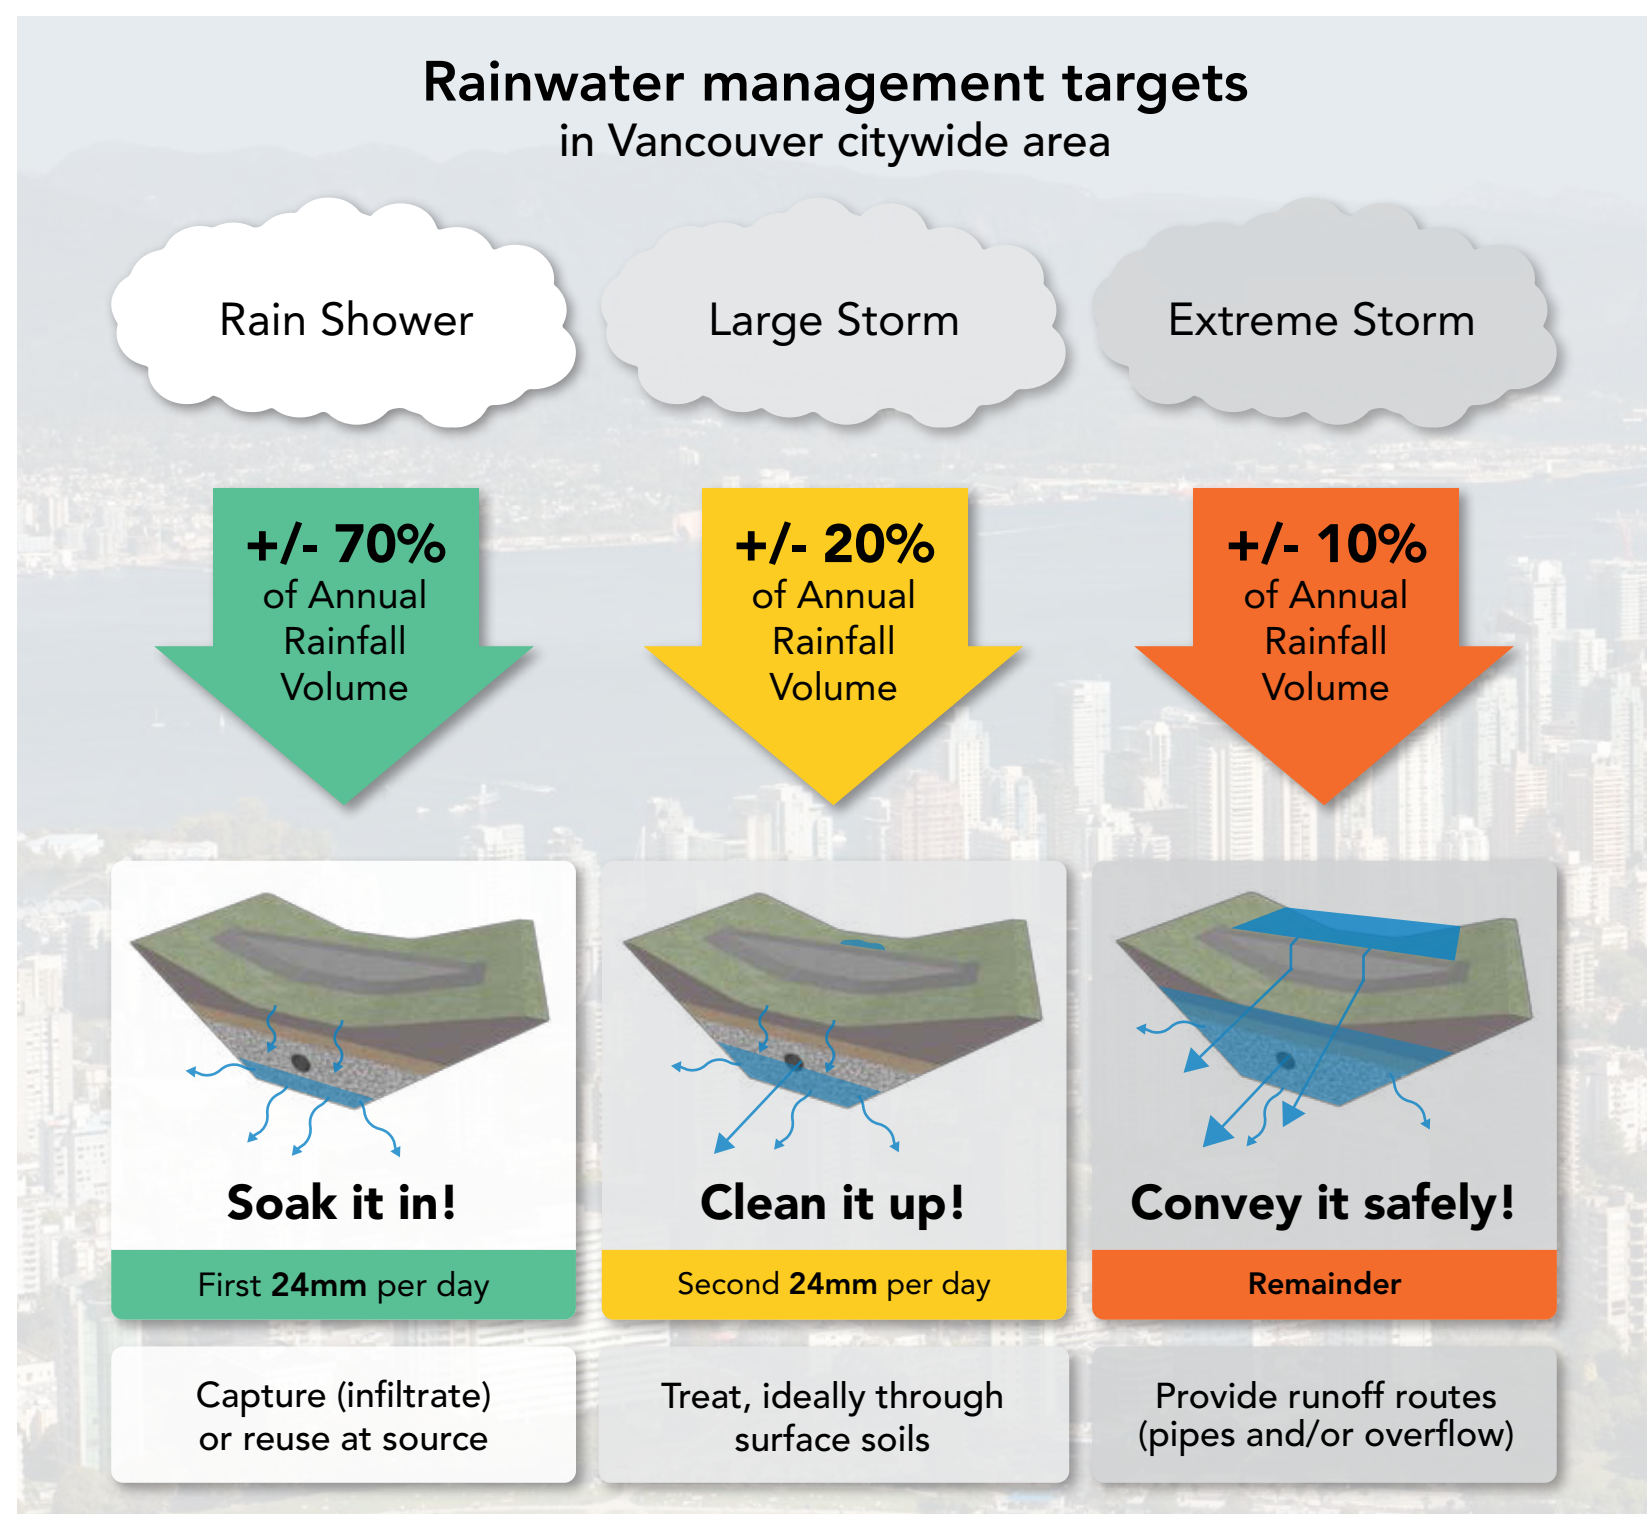 Rainwater management targets
in Vancouver citywide area
Rain Shower
Large Storm
Extreme Storm
+/- 70%
of Annual
Rainfall
Volume
+/- 20%
of Annual
Rainfall
Volume
+/- 10%
of Annual
Rainfall
Volume
Soak it in!
First 24mm per day
Clean it up!
Second 24mm per day
Convey it safely!
Remainder
Capture (infiltrate)
or reuse at source
Treat, ideally through
surface soils
Provide runoff routes
(pipes and/or overflow)